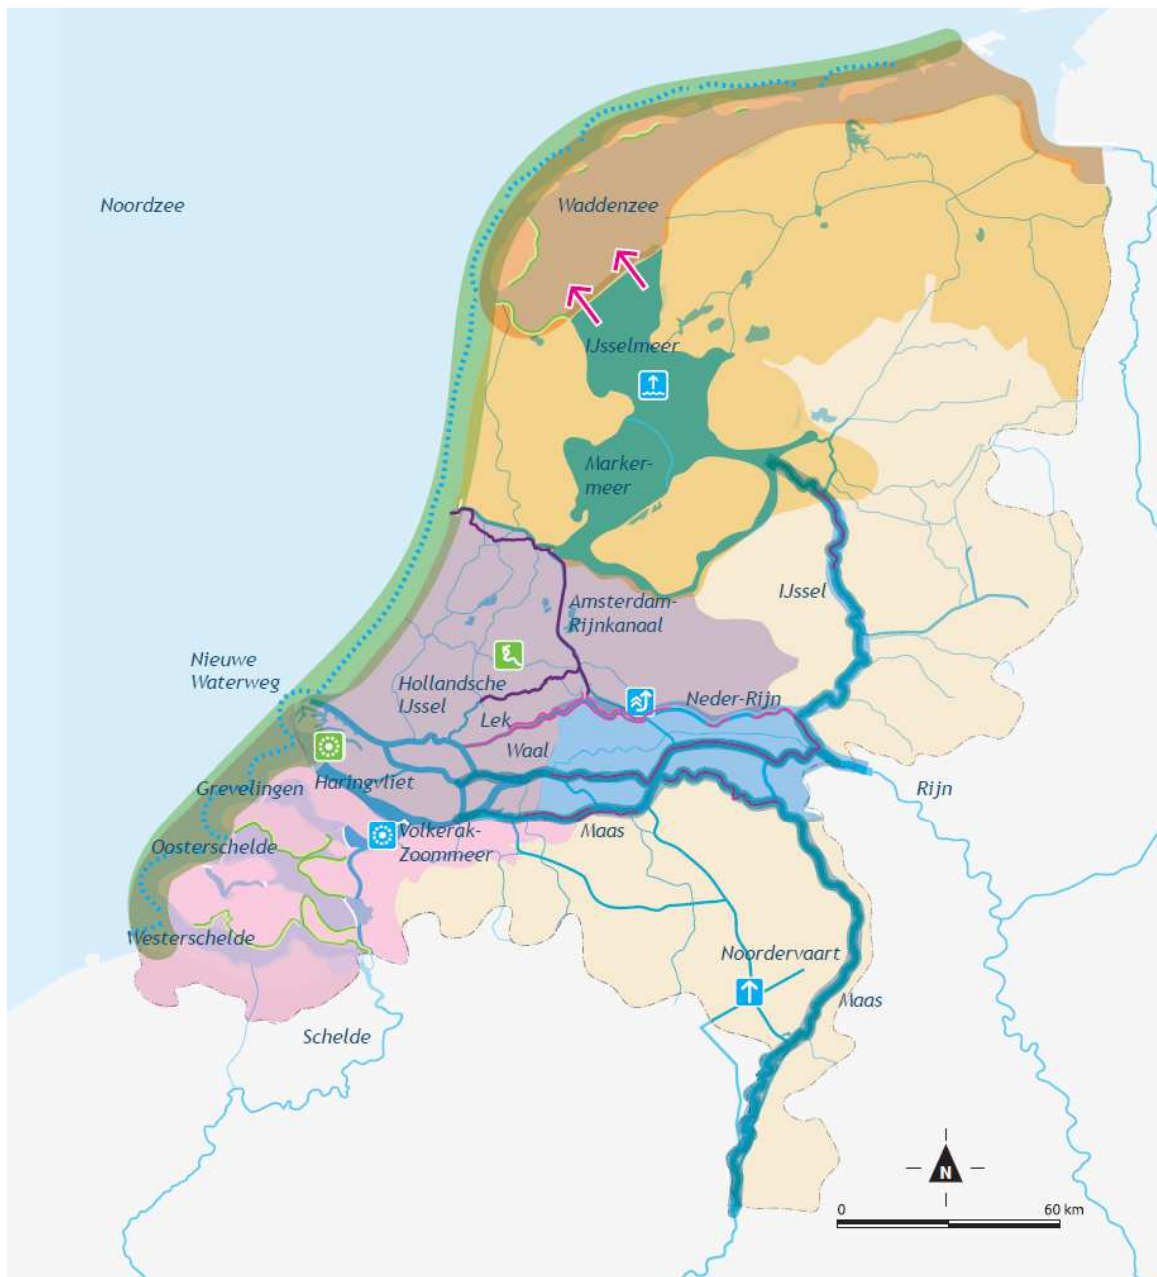 Noordzee
Waddenzee
IJsselmeer
Marker-
meer
IJssel
Amsterdam-
Rijnkanaal
Nieuwe
Waterweg
Hollandsche
IJssel
Neder-Rijn
Lek
Waal
Grevelingen
Haringvliet
Rijn
Volkerak-
Zoommeer
Maas
Oosterschelde
Westerschelde
Noordervaart
Maas
Schelde
N
0
60 km